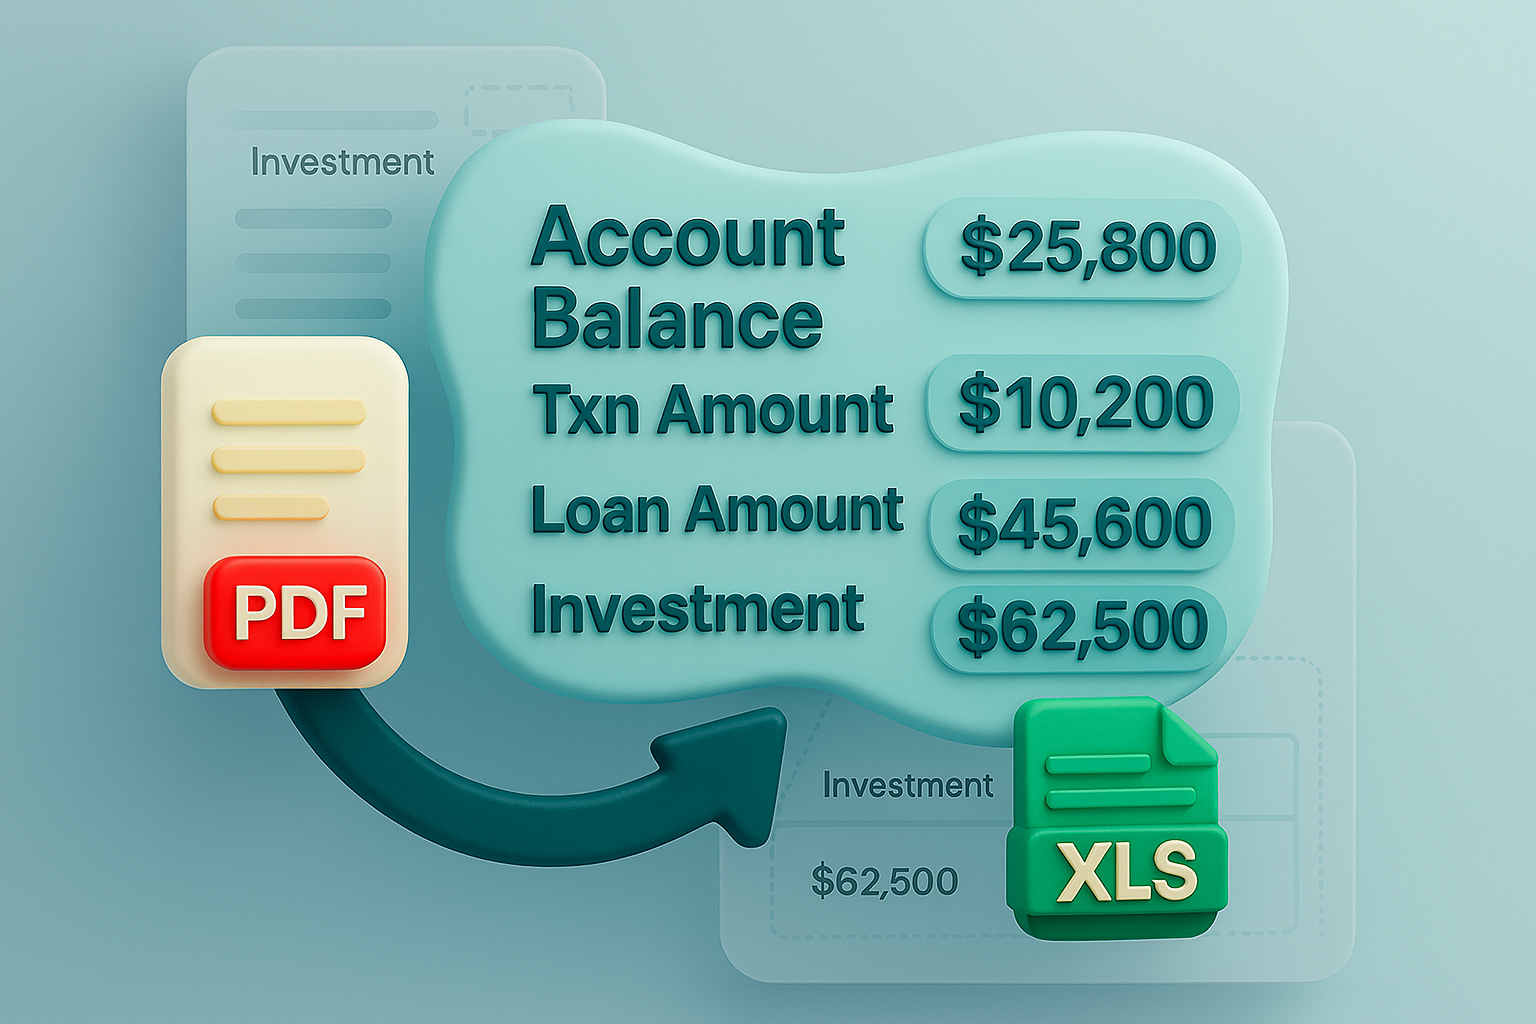 Investment
Account
Balance
$25,800
Txn Amount
$10,200
Loan Amount
$45,600
Investment
$62,500
PDF
Investment
$62,500
XLS